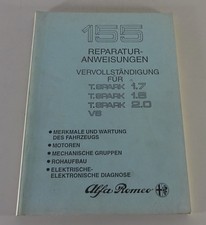 155
REPARATUR-
ANWEISUNGEN
VERVOLLSTÄNDIGUNG
FÜR
T.SPARK 1.7
T.SPARK 1.8
T.SPARK 2.0
V6
• MERKMALE UND WARTUNG
DES FAHRZEUGS
• MOTOREN
• MECHANISCHE GRUPPEN
• ROHAUFBAU
• ELEKTRISCHE-
ELEKTRONISCHE DIAGNOSE
Alfa Romeo